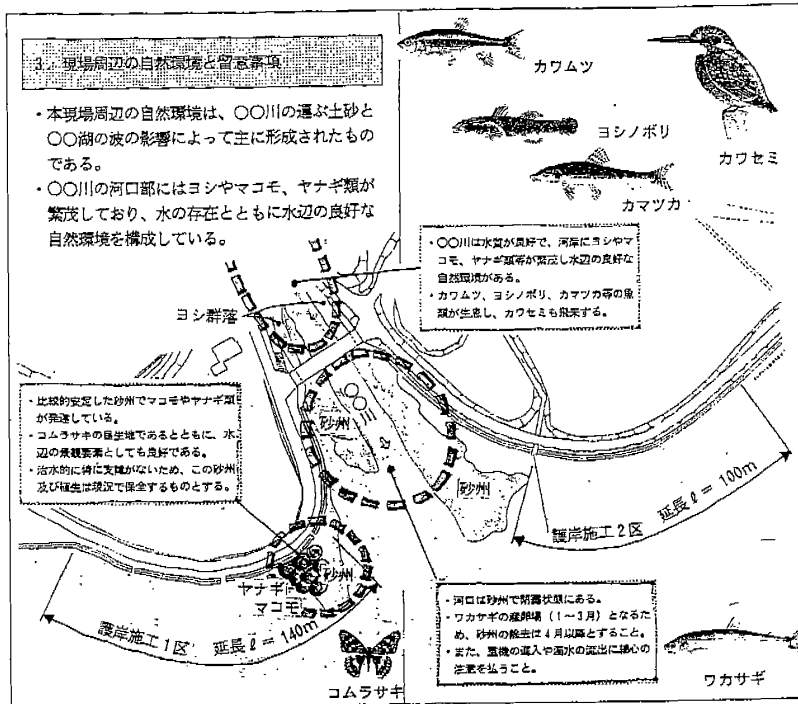 3．現場周辺の自然環境と留意事項
・本現場周辺の自然環境は、〇〇川の運ぶ土砂と
〇〇湖の波の影響によって主に形成されたもの
である。
・〇〇川の河口部にはヨシやマコモ、ヤナギ類が
繁茂しており、水の存在とともに水辺の良好な
自然環境を構成している。
カワムツ
ヨシノボリ
カマツカ
カワセミ
・〇〇川は水質が良好で、河岸にヨシやマ
コモ、ヤナギ類等が繁茂し水辺の良好な
自然環境がある。
・カワムツ、ヨシノボリ、カマツカ等の魚
類が生息し、カワセミも飛来する。
ヨシ群落
・比較的安定した砂州でマコモやヤナギ類
が発達している。
・コムラサキの個生地であるとともに、水
辺の景観要素としても良好である。
・治水的に特に支障がないため、この砂州
及び植生は現況で保全するものとする。
〇〇川
砂州
砂州
砂州
ヤナギ
マコモ
護岸施工1区 延長ℓ＝140m
護岸施工2区 延長ℓ＝100m
・河口は砂州で閉塞状態にある。
・ワカサギの産卵場（1～3月）となるた
め、砂州の除去は4月以降とすること。
・また、重機の進入や濁水の流出に細心の
注意を払うこと。
コムラサキ
ワカサギ